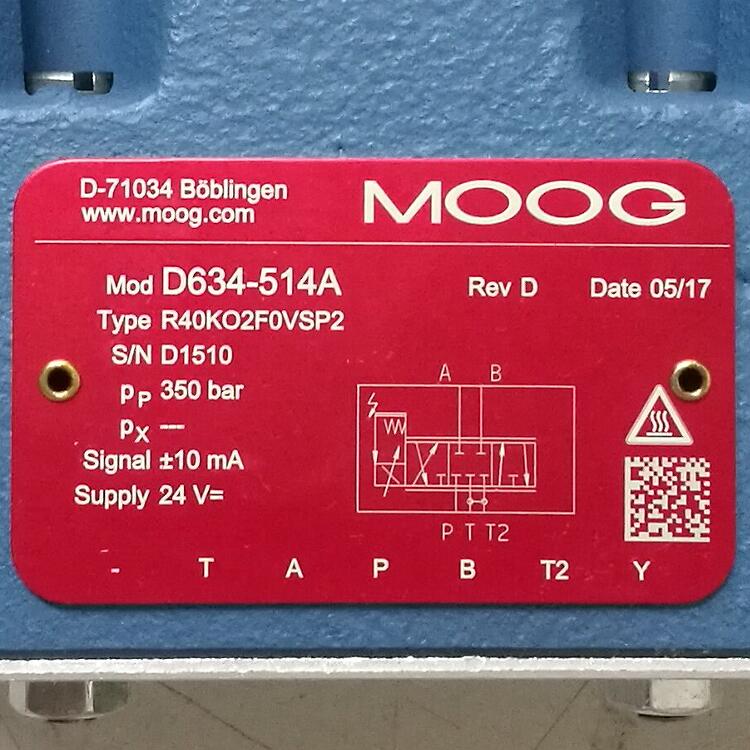 D-71034 Böblingen
www.moog.com
MOOG
Mod D634-514A Rev D Date 05/17
Type R40KO2F0VSP2
S/N D1510
pP 350 bar
pX ---
Signal ±10 mA
Supply 24 V=
A B
P T T2
- T A P B T2 Y